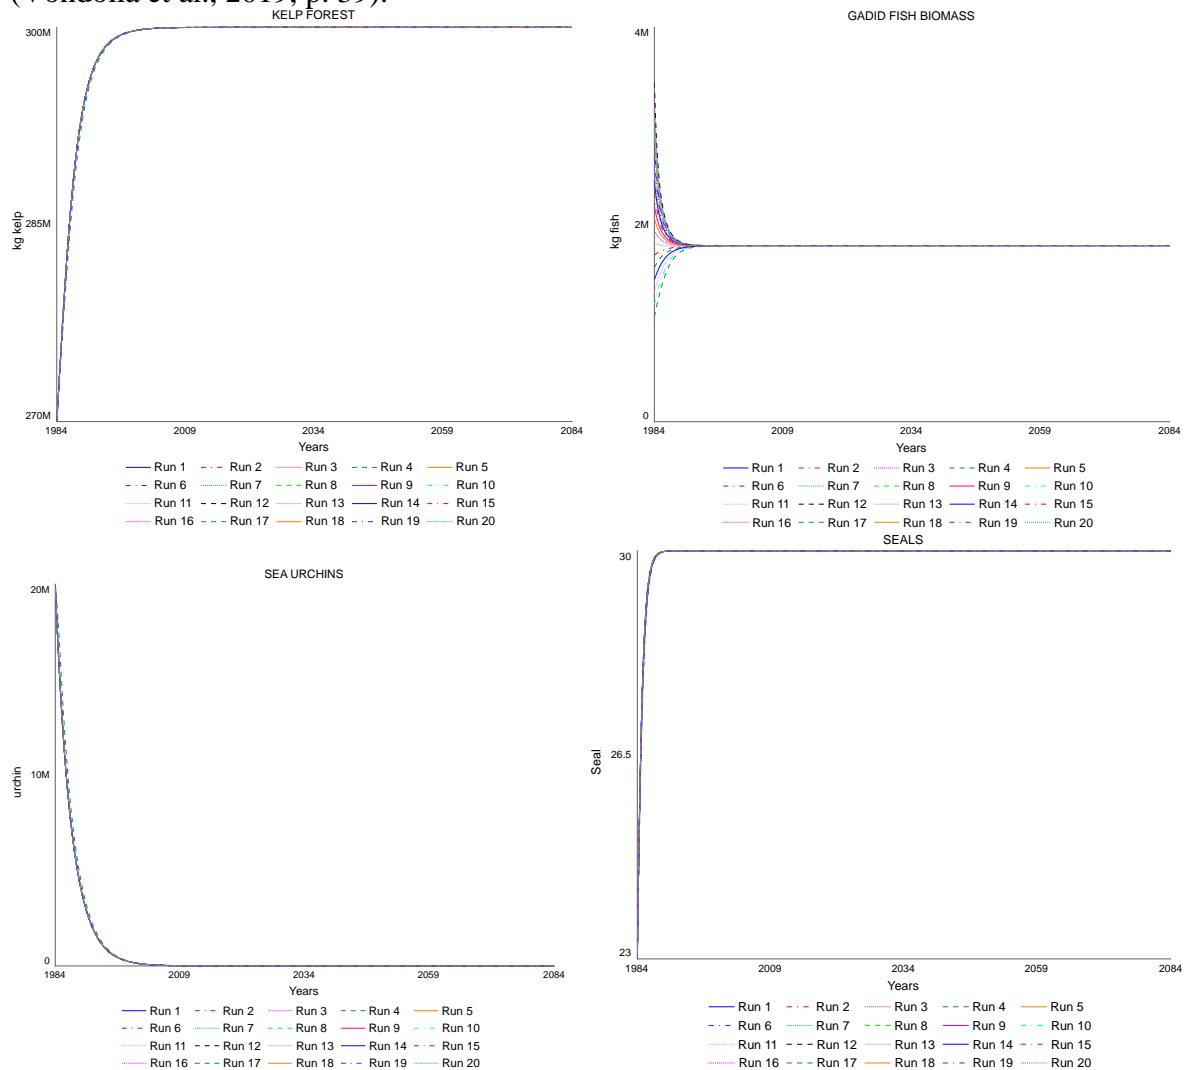 (Vondolia et al., 2019, p. 59).
KELP FOREST
300M
285M
270M
kg kelp
1984 2009 2034 2059 2084
Years
Run 1 Run 2 Run 3 Run 4 Run 5
Run 6 Run 7 Run 8 Run 9 Run 10
Run 11 Run 12 Run 13 Run 14 Run 15
Run 16 Run 17 Run 18 Run 19 Run 20
GADID FISH BIOMASS
4M
2M
0
kg fish
1984 2009 2034 2059 2084
Years
Run 1 Run 2 Run 3 Run 4 Run 5
Run 6 Run 7 Run 8 Run 9 Run 10
Run 11 Run 12 Run 13 Run 14 Run 15
Run 16 Run 17 Run 18 Run 19 Run 20
SEA URCHINS
20M
10M
0
urchin
1984 2009 2034 2059 2084
Years
Run 1 Run 2 Run 3 Run 4 Run 5
Run 6 Run 7 Run 8 Run 9 Run 10
Run 11 Run 12 Run 13 Run 14 Run 15
Run 16 Run 17 Run 18 Run 19 Run 20
SEALS
30
26.5
23
Seal
1984 2009 2034 2059 2084
Years
Run 1 Run 2 Run 3 Run 4 Run 5
Run 6 Run 7 Run 8 Run 9 Run 10
Run 11 Run 12 Run 13 Run 14 Run 15
Run 16 Run 17 Run 18 Run 19 Run 20